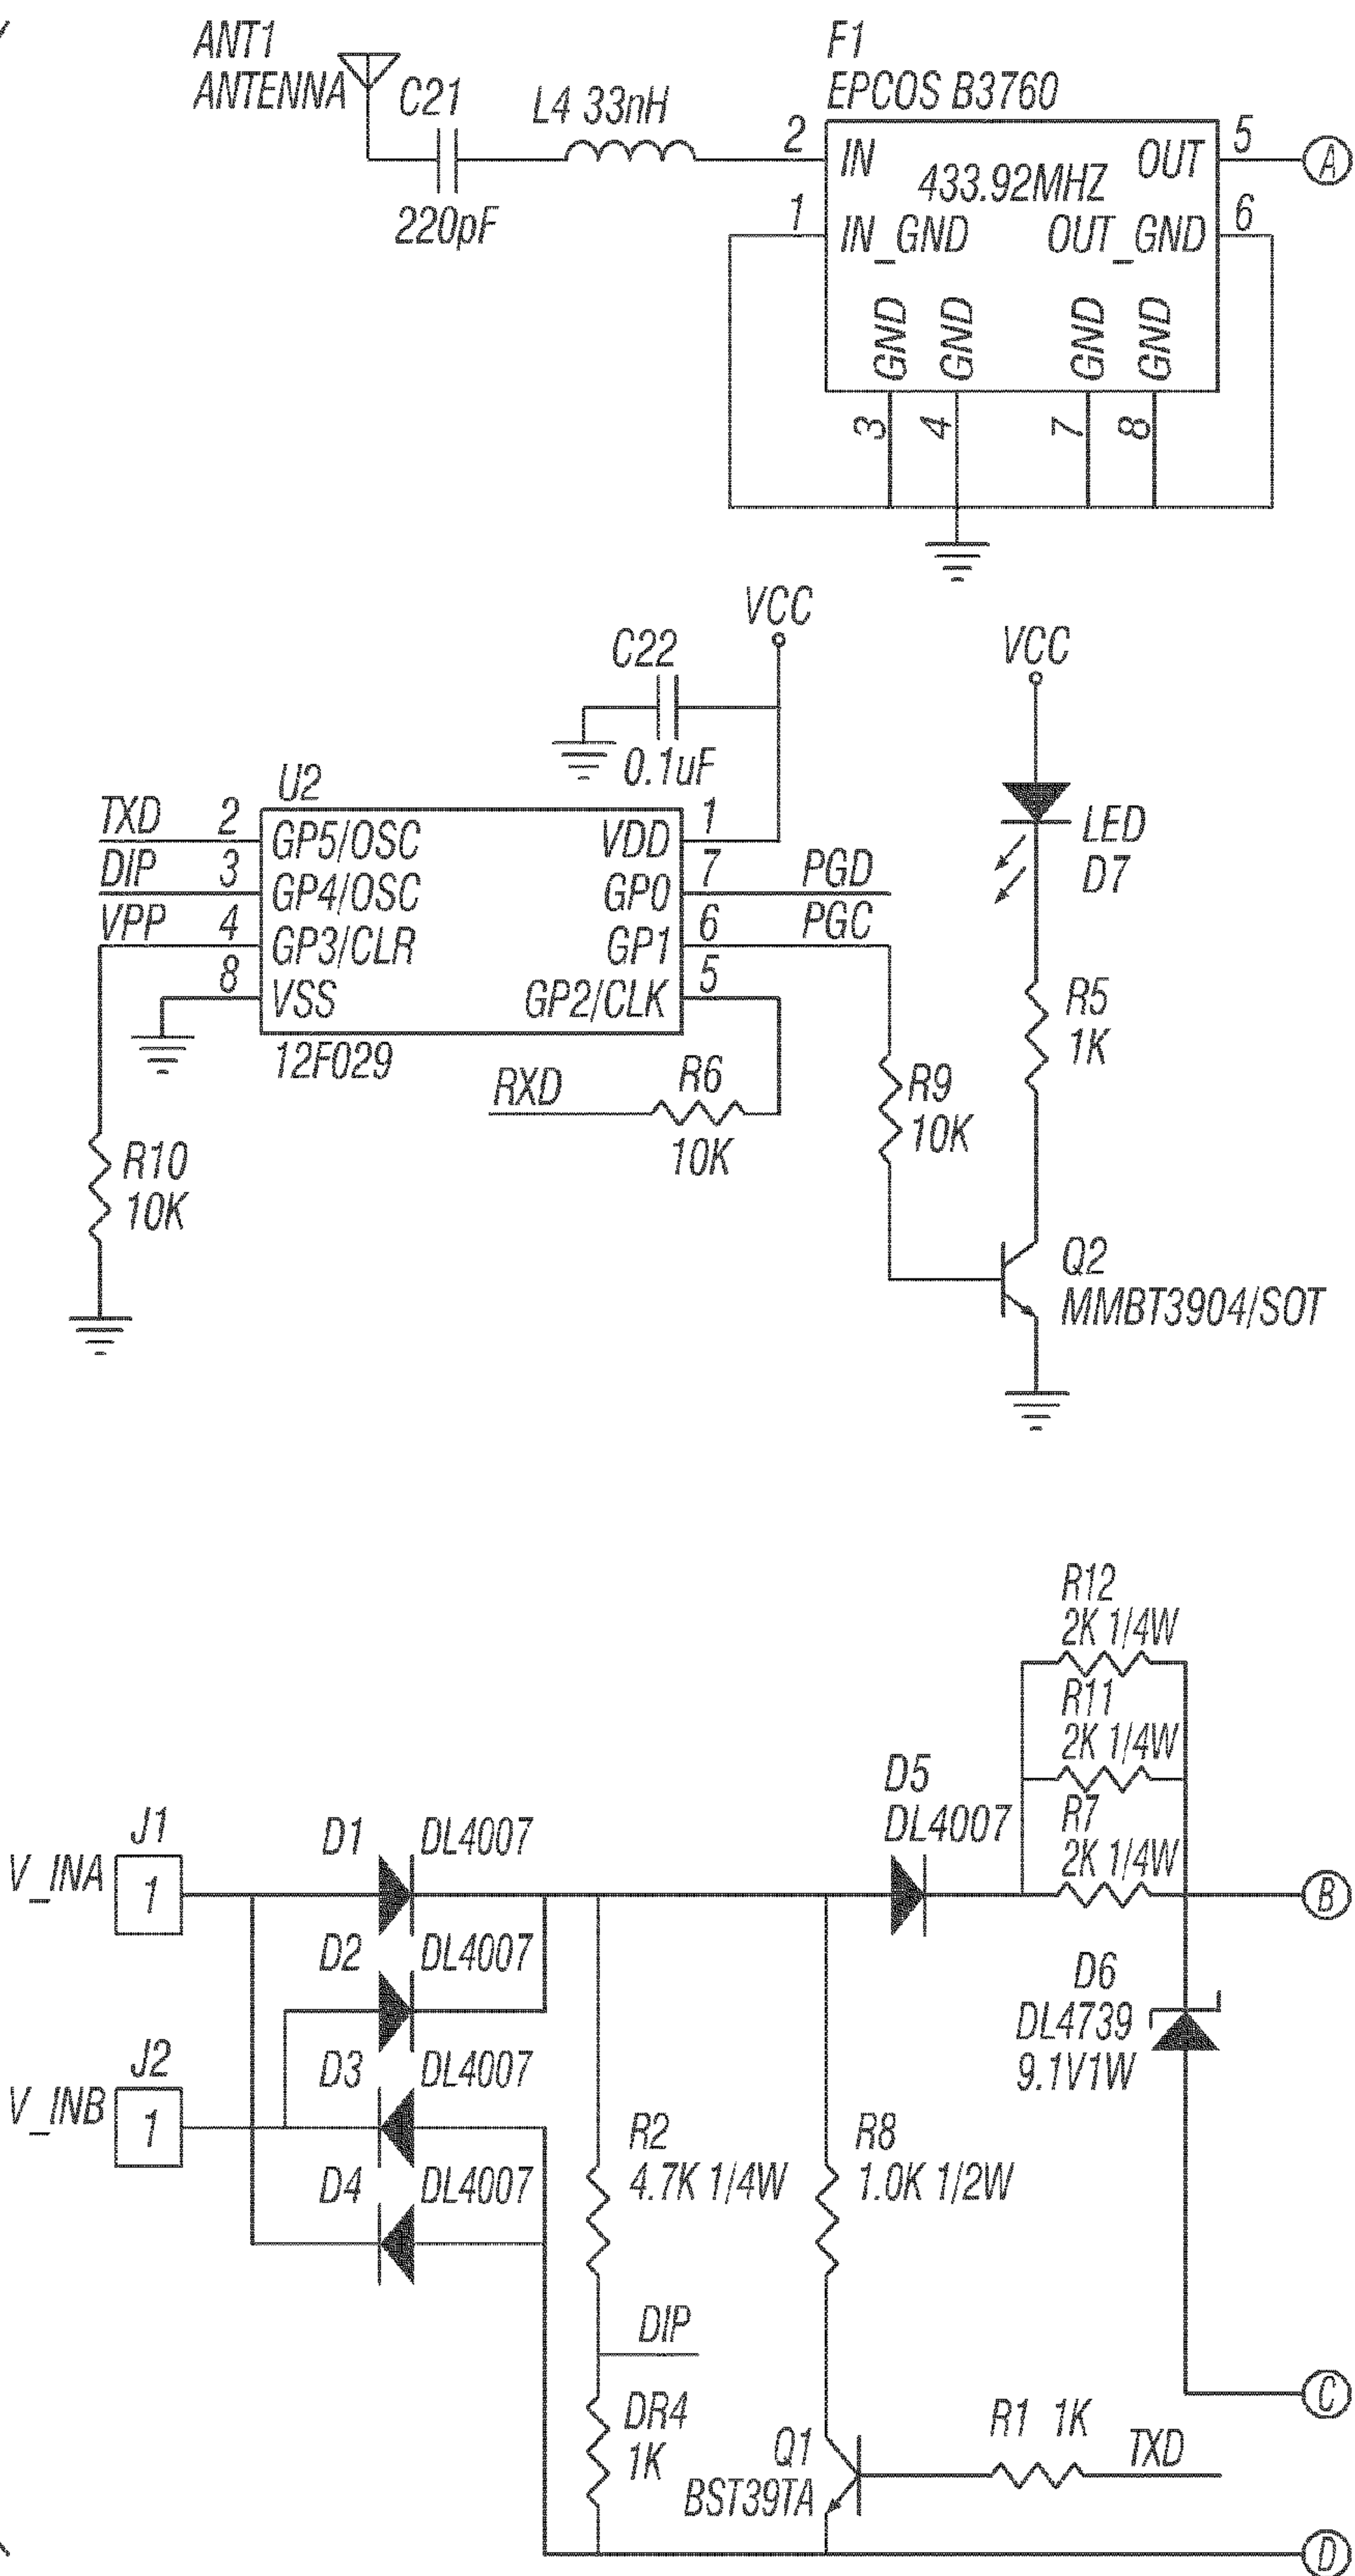 ANT1
ANTENNA
C21
220pF
L4 33nH
F1
EPCOS B3760
2
IN
433.92MHZ
OUT
5
A
1
IN_GND
OUT_GND
6
GND
GND
GND
GND
3
4
7
8
VCC
C22
0.1uF
VCC
LED
D7
U2
TXD
2
GP5/OSC
VDD
1
DIP
3
GP4/OSC
GP0
7
PGD
VPP
4
GP3/CLR
GP1
6
PGC
8
VSS
GP2/CLK
5
12F029
RXD
R6
10K
R9
10K
R5
1K
R10
10K
Q2
MMBT3904/SOT
R12
2K 1/4W
R11
2K 1/4W
R7
2K 1/4W
D5
DL4007
J1
V_INA
1
D1
DL4007
B
D2
DL4007
D6
DL4739
9.1V1W
J2
V_INB
1
D3
DL4007
D4
DL4007
R2
4.7K 1/4W
R8
1.0K 1/2W
DIP
DR4
1K
C
Q1
BST39TA
R1 1K
TXD
D